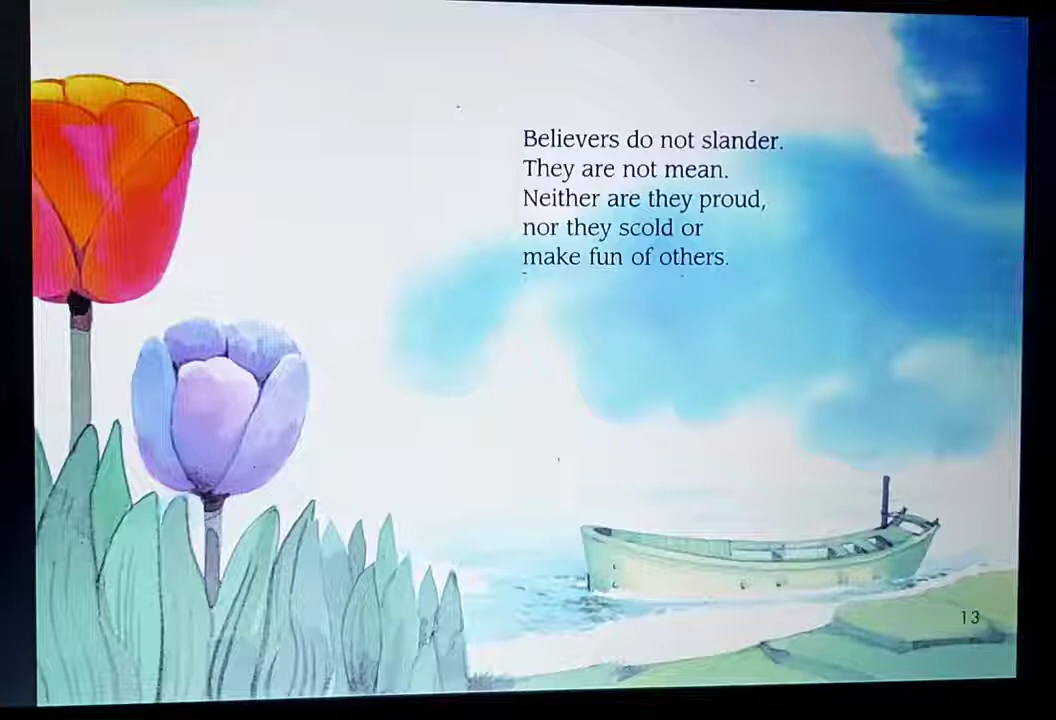 Believers do not slander.
They are not mean.
Neither are they proud,
nor they scold or
make fun of others.
13